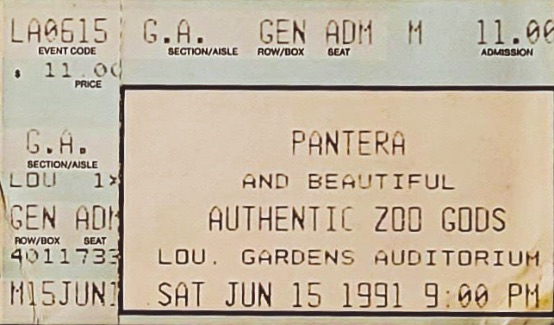 LA0615 G.A. GEN ADM M 11.00
EVENT CODE SECTION/AISLE ROW/BOX SEAT ADMISSION
$ 11.00
PRICE
PANTERA
G.A.
SECTION/AISLE
AND BEAUTIFUL
LOU 1X
GEN ADM
AUTHENTIC ZOO GODS
ROW/BOX SEAT
4011733
LOU. GARDENS AUDITORIUM
M15JUN1
SAT JUN 15 1991 9:00 PM